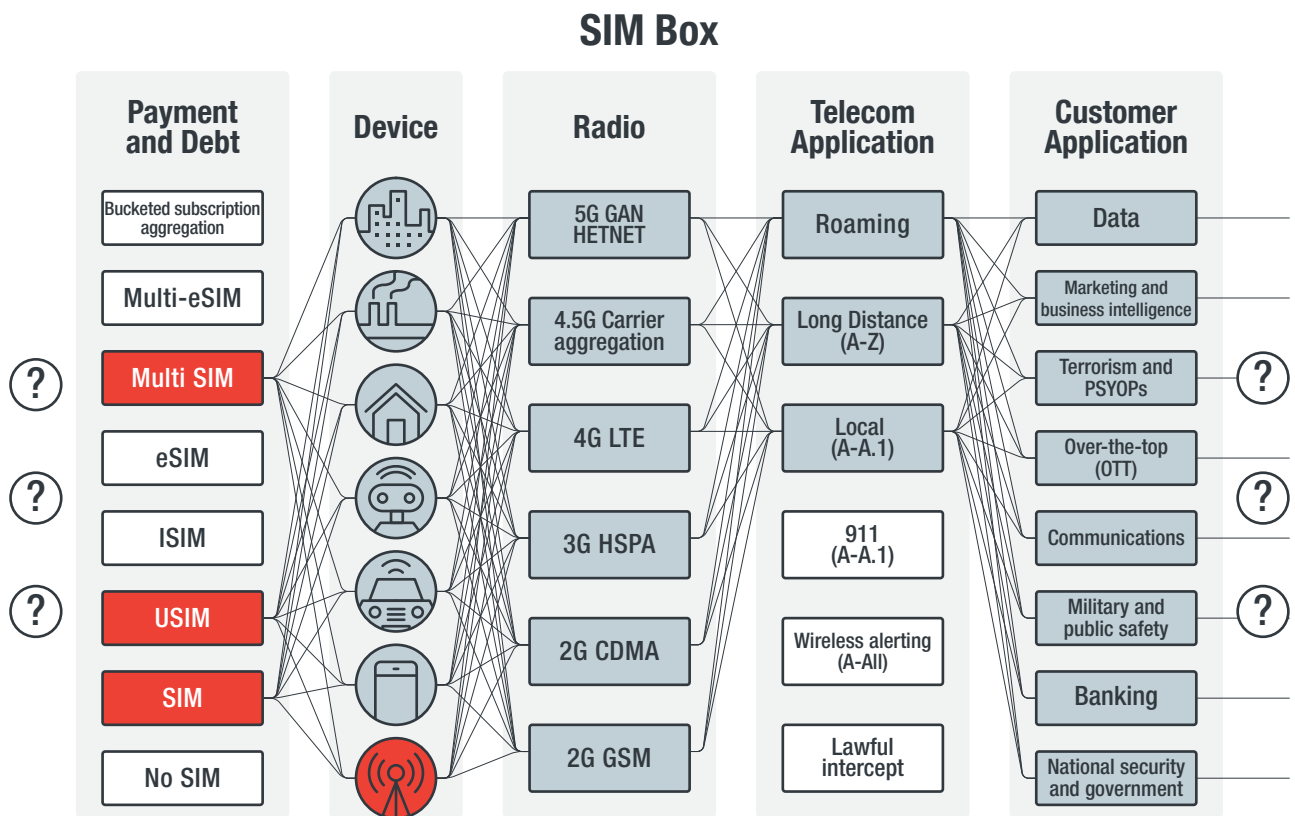 SIM Box
Payment
and Debt
Bucketed subscription
aggregation
Multi-eSIM
Multi SIM
eSIM
ISIM
USIM
SIM
No SIM
?
?
?
Device
Radio
5G GAN
HETNET
4.5G Carrier
aggregation
4G LTE
3G HSPA
2G CDMA
2G GSM
Telecom
Application
Roaming
Long Distance
(A-Z)
Local
(A-A.1)
911
(A-A.1)
Wireless alerting
(A-All)
Lawful
intercept
Customer
Application
Data
Marketing and
business intelligence
Terrorism and
PSYOPs
Over-the-top
(OTT)
Communications
Military and
public safety
Banking
National security
and government
?
?
?